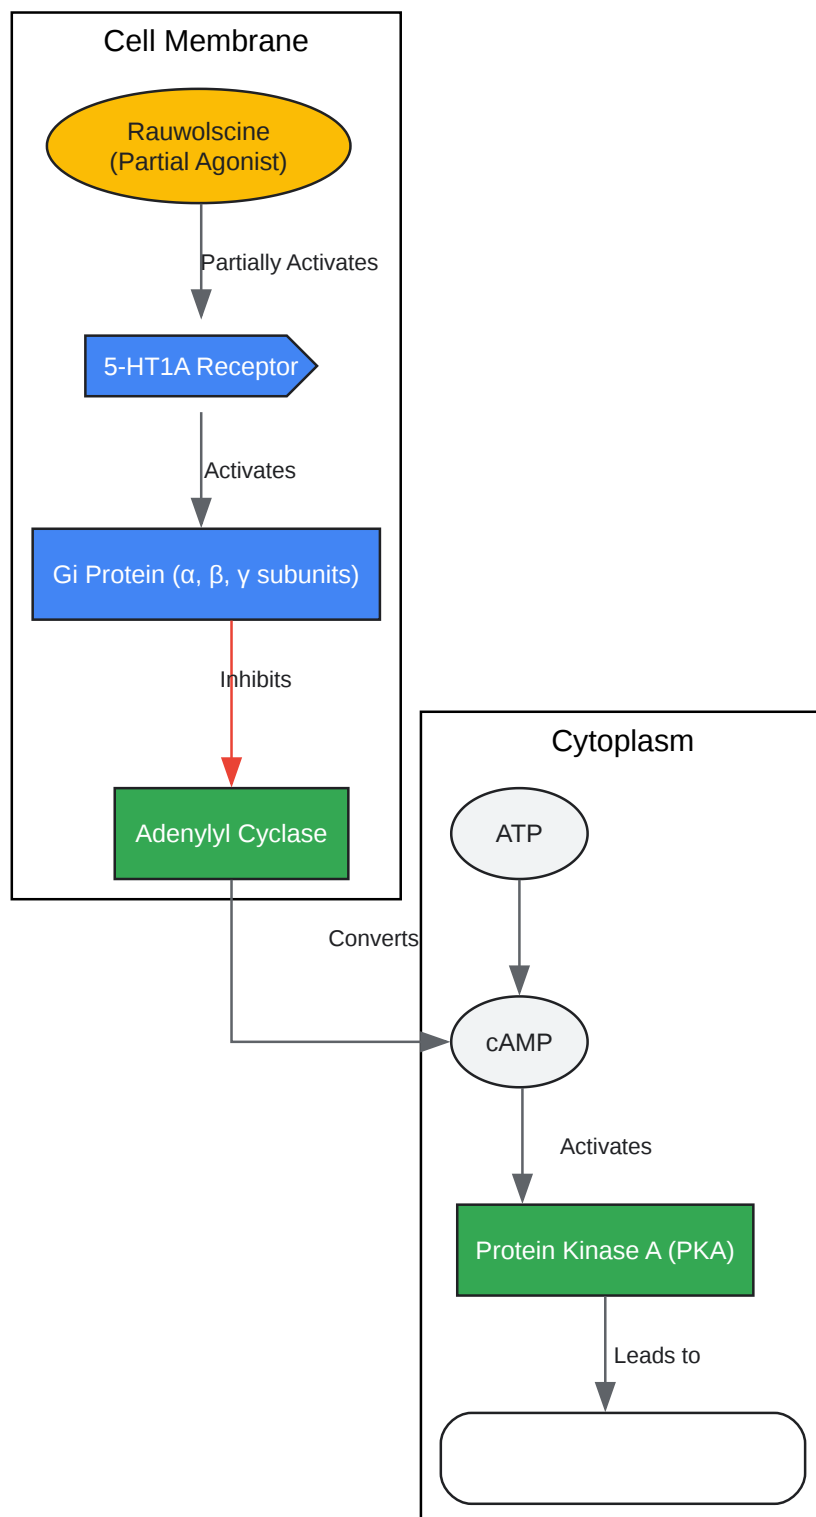 Cell Membrane
Rauwolscine
(Partial Agonist)
Partially Activates
5-HT1A Receptor
Activates
Gi Protein (α, β, γ subunits)
Inhibits
Adenylyl Cyclase
Converts
Cytoplasm
ATP
cAMP
Activates
Protein Kinase A (PKA)
Leads to